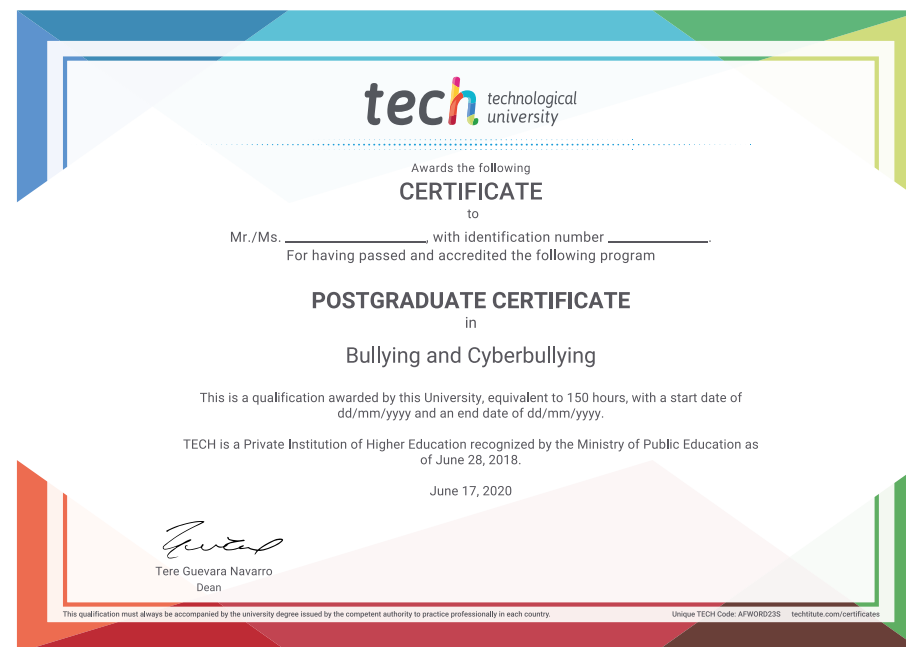 tech technological
university
Awards the following
CERTIFICATE
to
Mr./Ms. ____________________, with identification number ______________.
For having passed and accredited the following program
POSTGRADUATE CERTIFICATE
in
Bullying and Cyberbullying
This is a qualification awarded by this University, equivalent to 150 hours, with a start date of
dd/mm/yyyy and an end date of dd/mm/yyyy.
TECH is a Private Institution of Higher Education recognized by the Ministry of Public Education as
of June 28, 2018.
June 17, 2020
Tere Guevara Navarro
Dean
This qualification must always be accompanied by the university degree issued by the competent authority to practice professionally in each country. Unique TECH Code: AFWORD23S techtitute.com/certificates